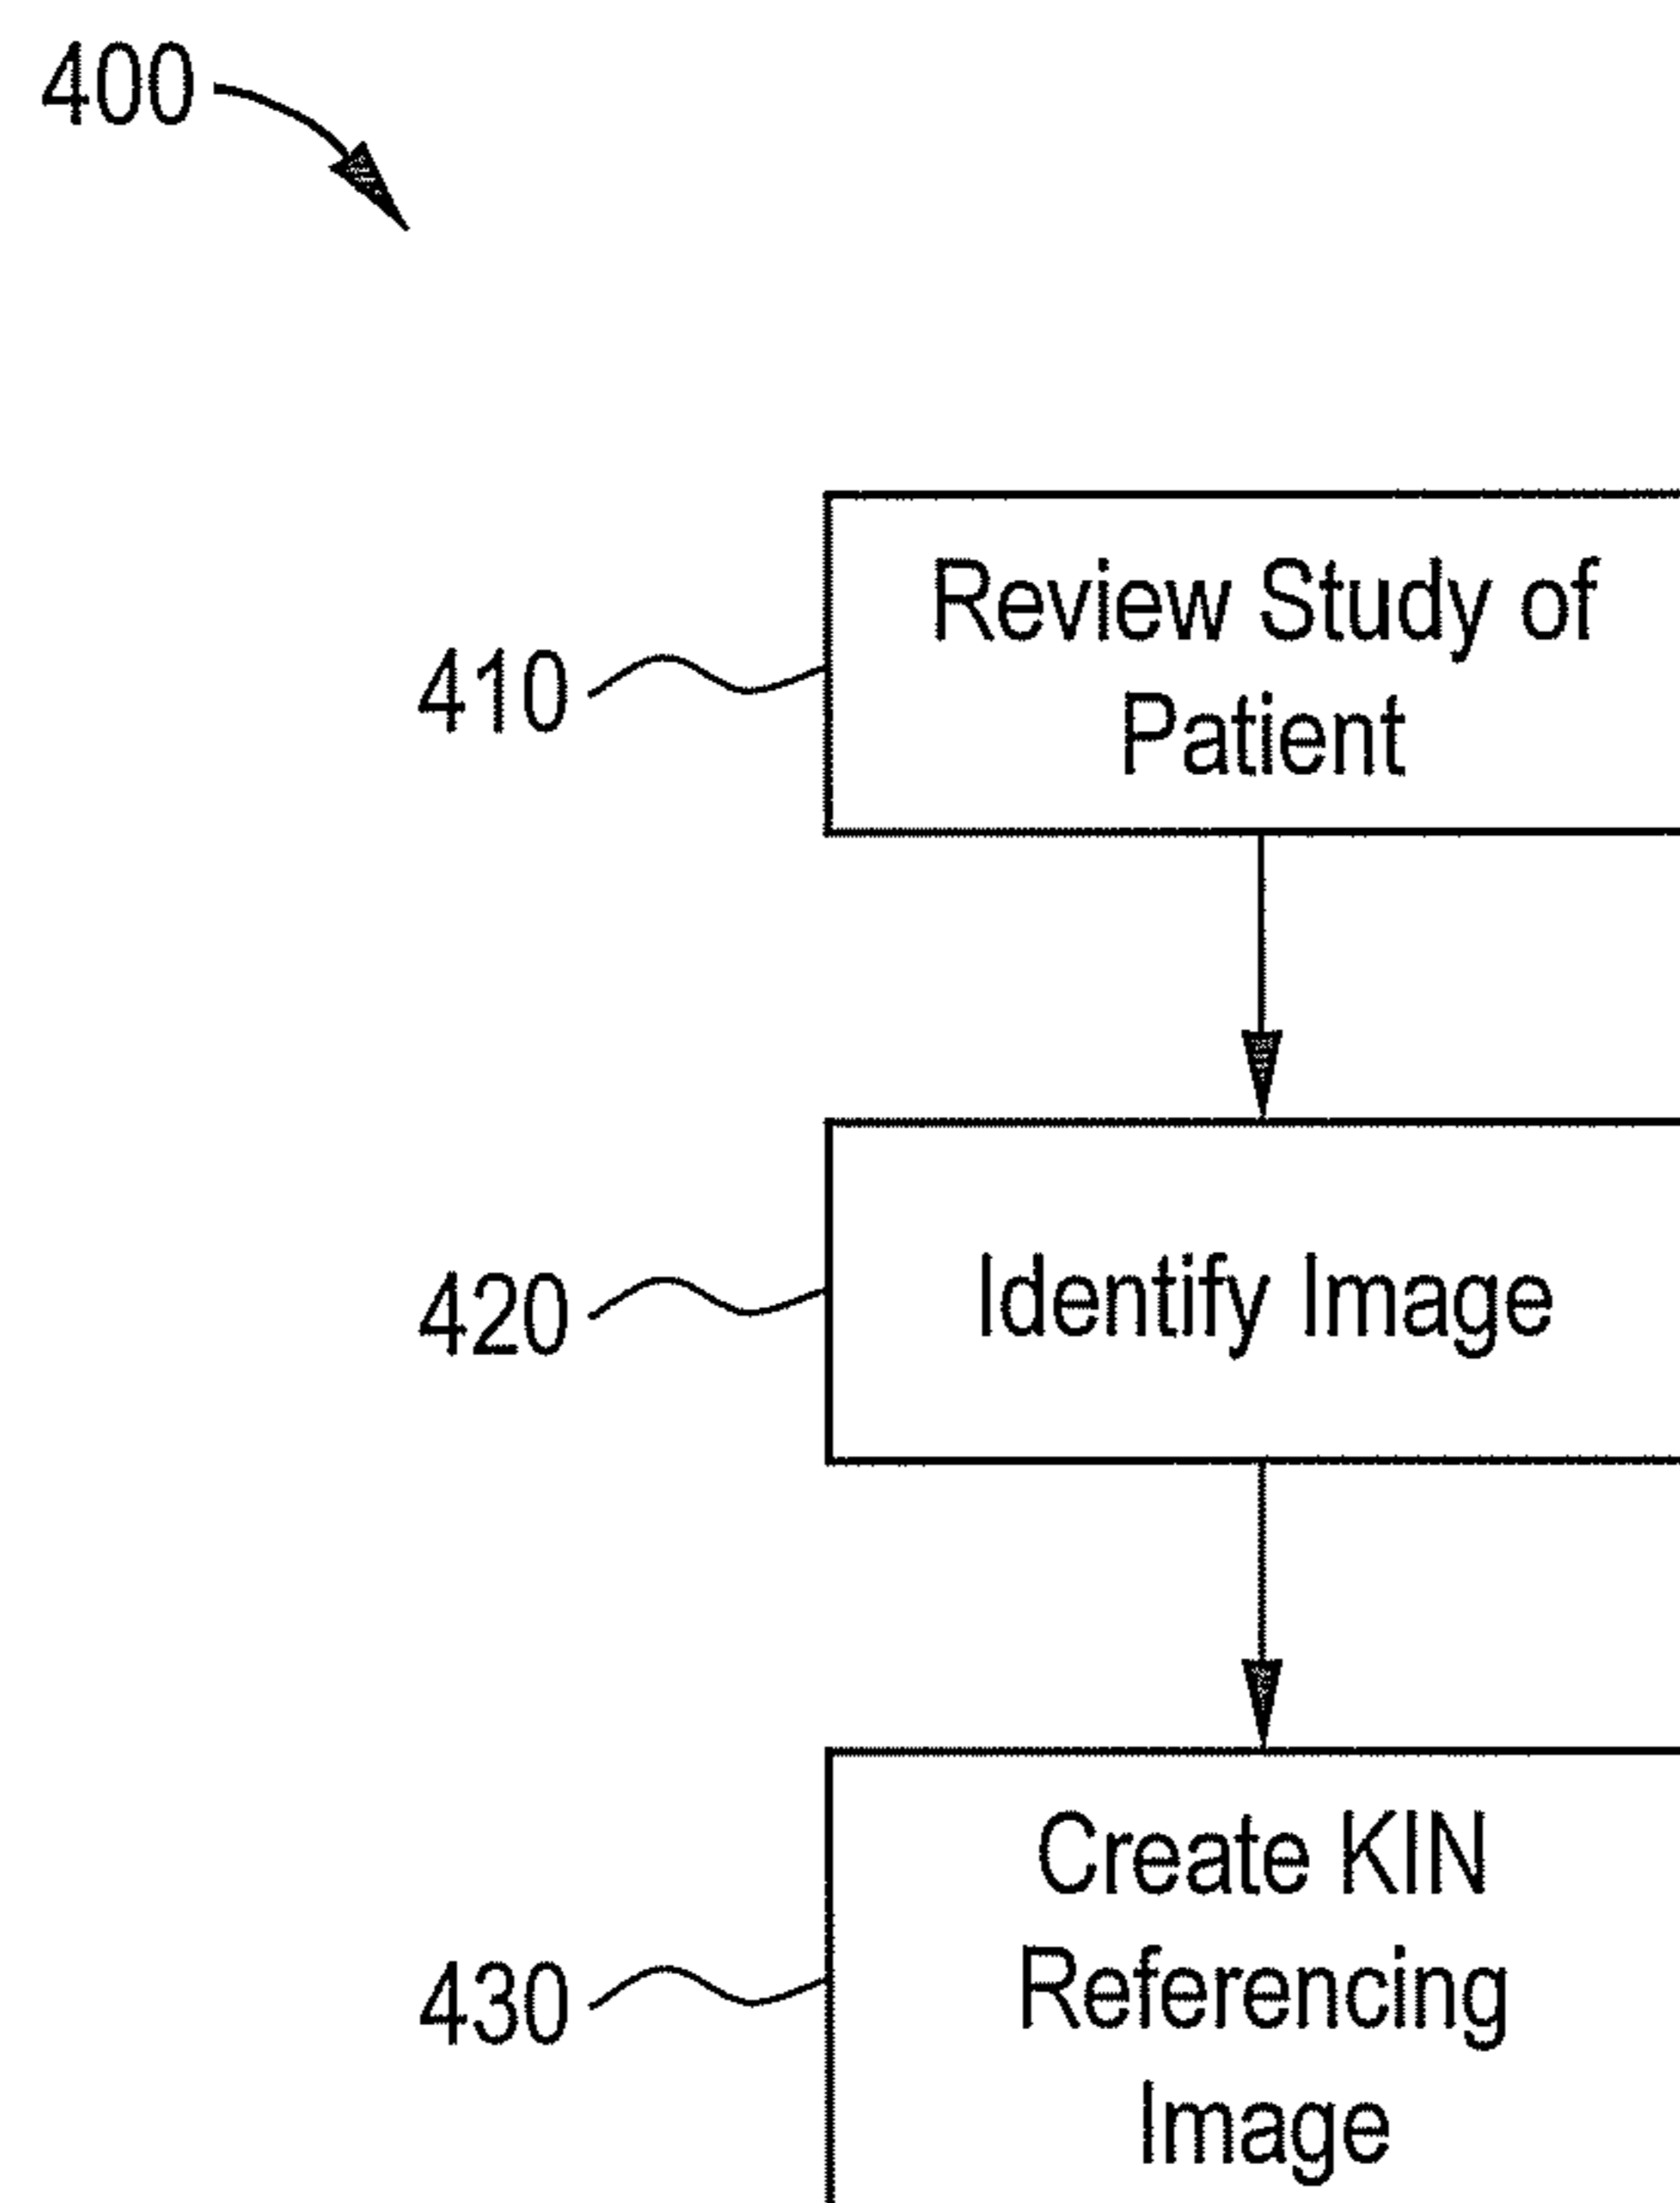 400
410
Review Study of
Patient
420
Identify Image
430
Create KIN
Referencing
Image